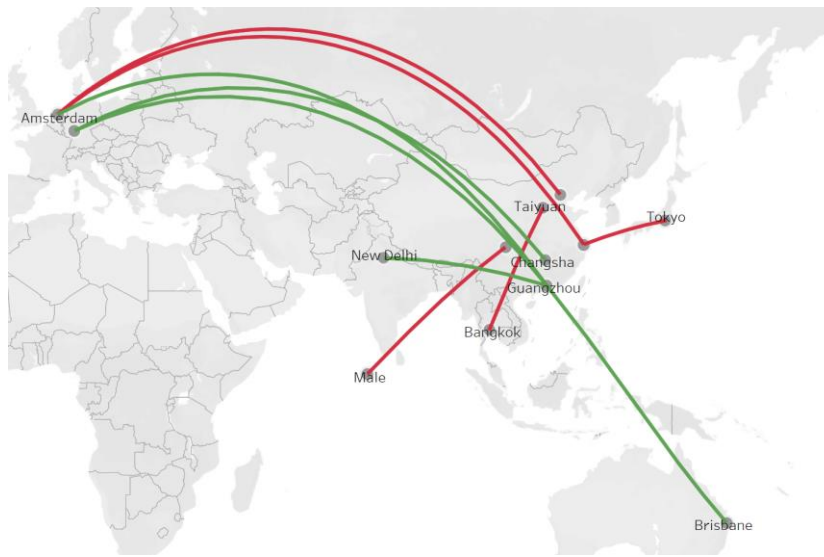 Amsterdam
Taiyuan
Tokyo
New Delhi
Changsha
Guangzhou
Bangkok
Male
Brisbane